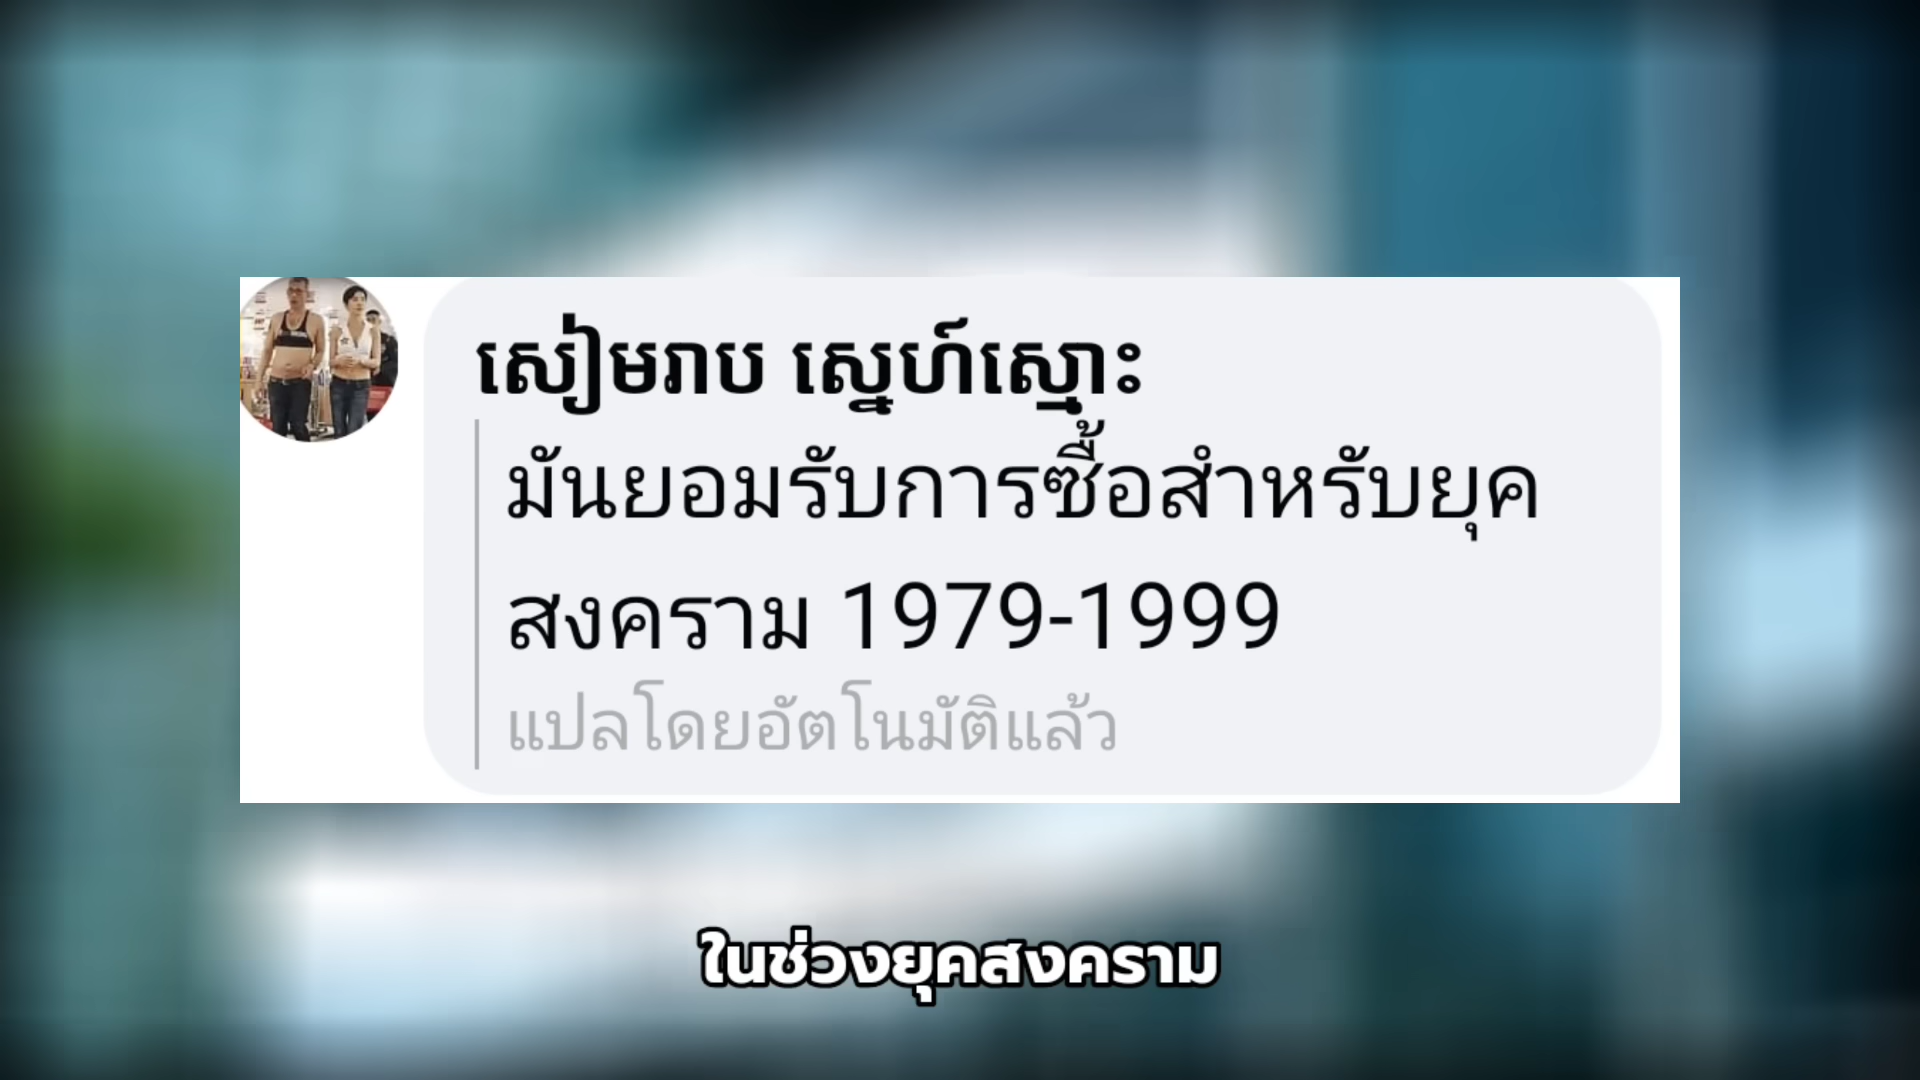 សៀមរាប ស្នេហ៍ស្មោះ
มันยอมรับการซื้อสำหรับยุค
สงคราม 1979-1999
แปลโดยอัตโนมัติแล้ว
ในช่วงยุคสงคราม